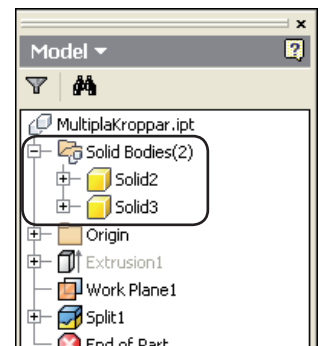 Model
MultiplaKroppar.ipt
Solid Bodies(2)
Solid2
Solid3
Origin
Extrusion1
Work Plane1
Split1
End of Part